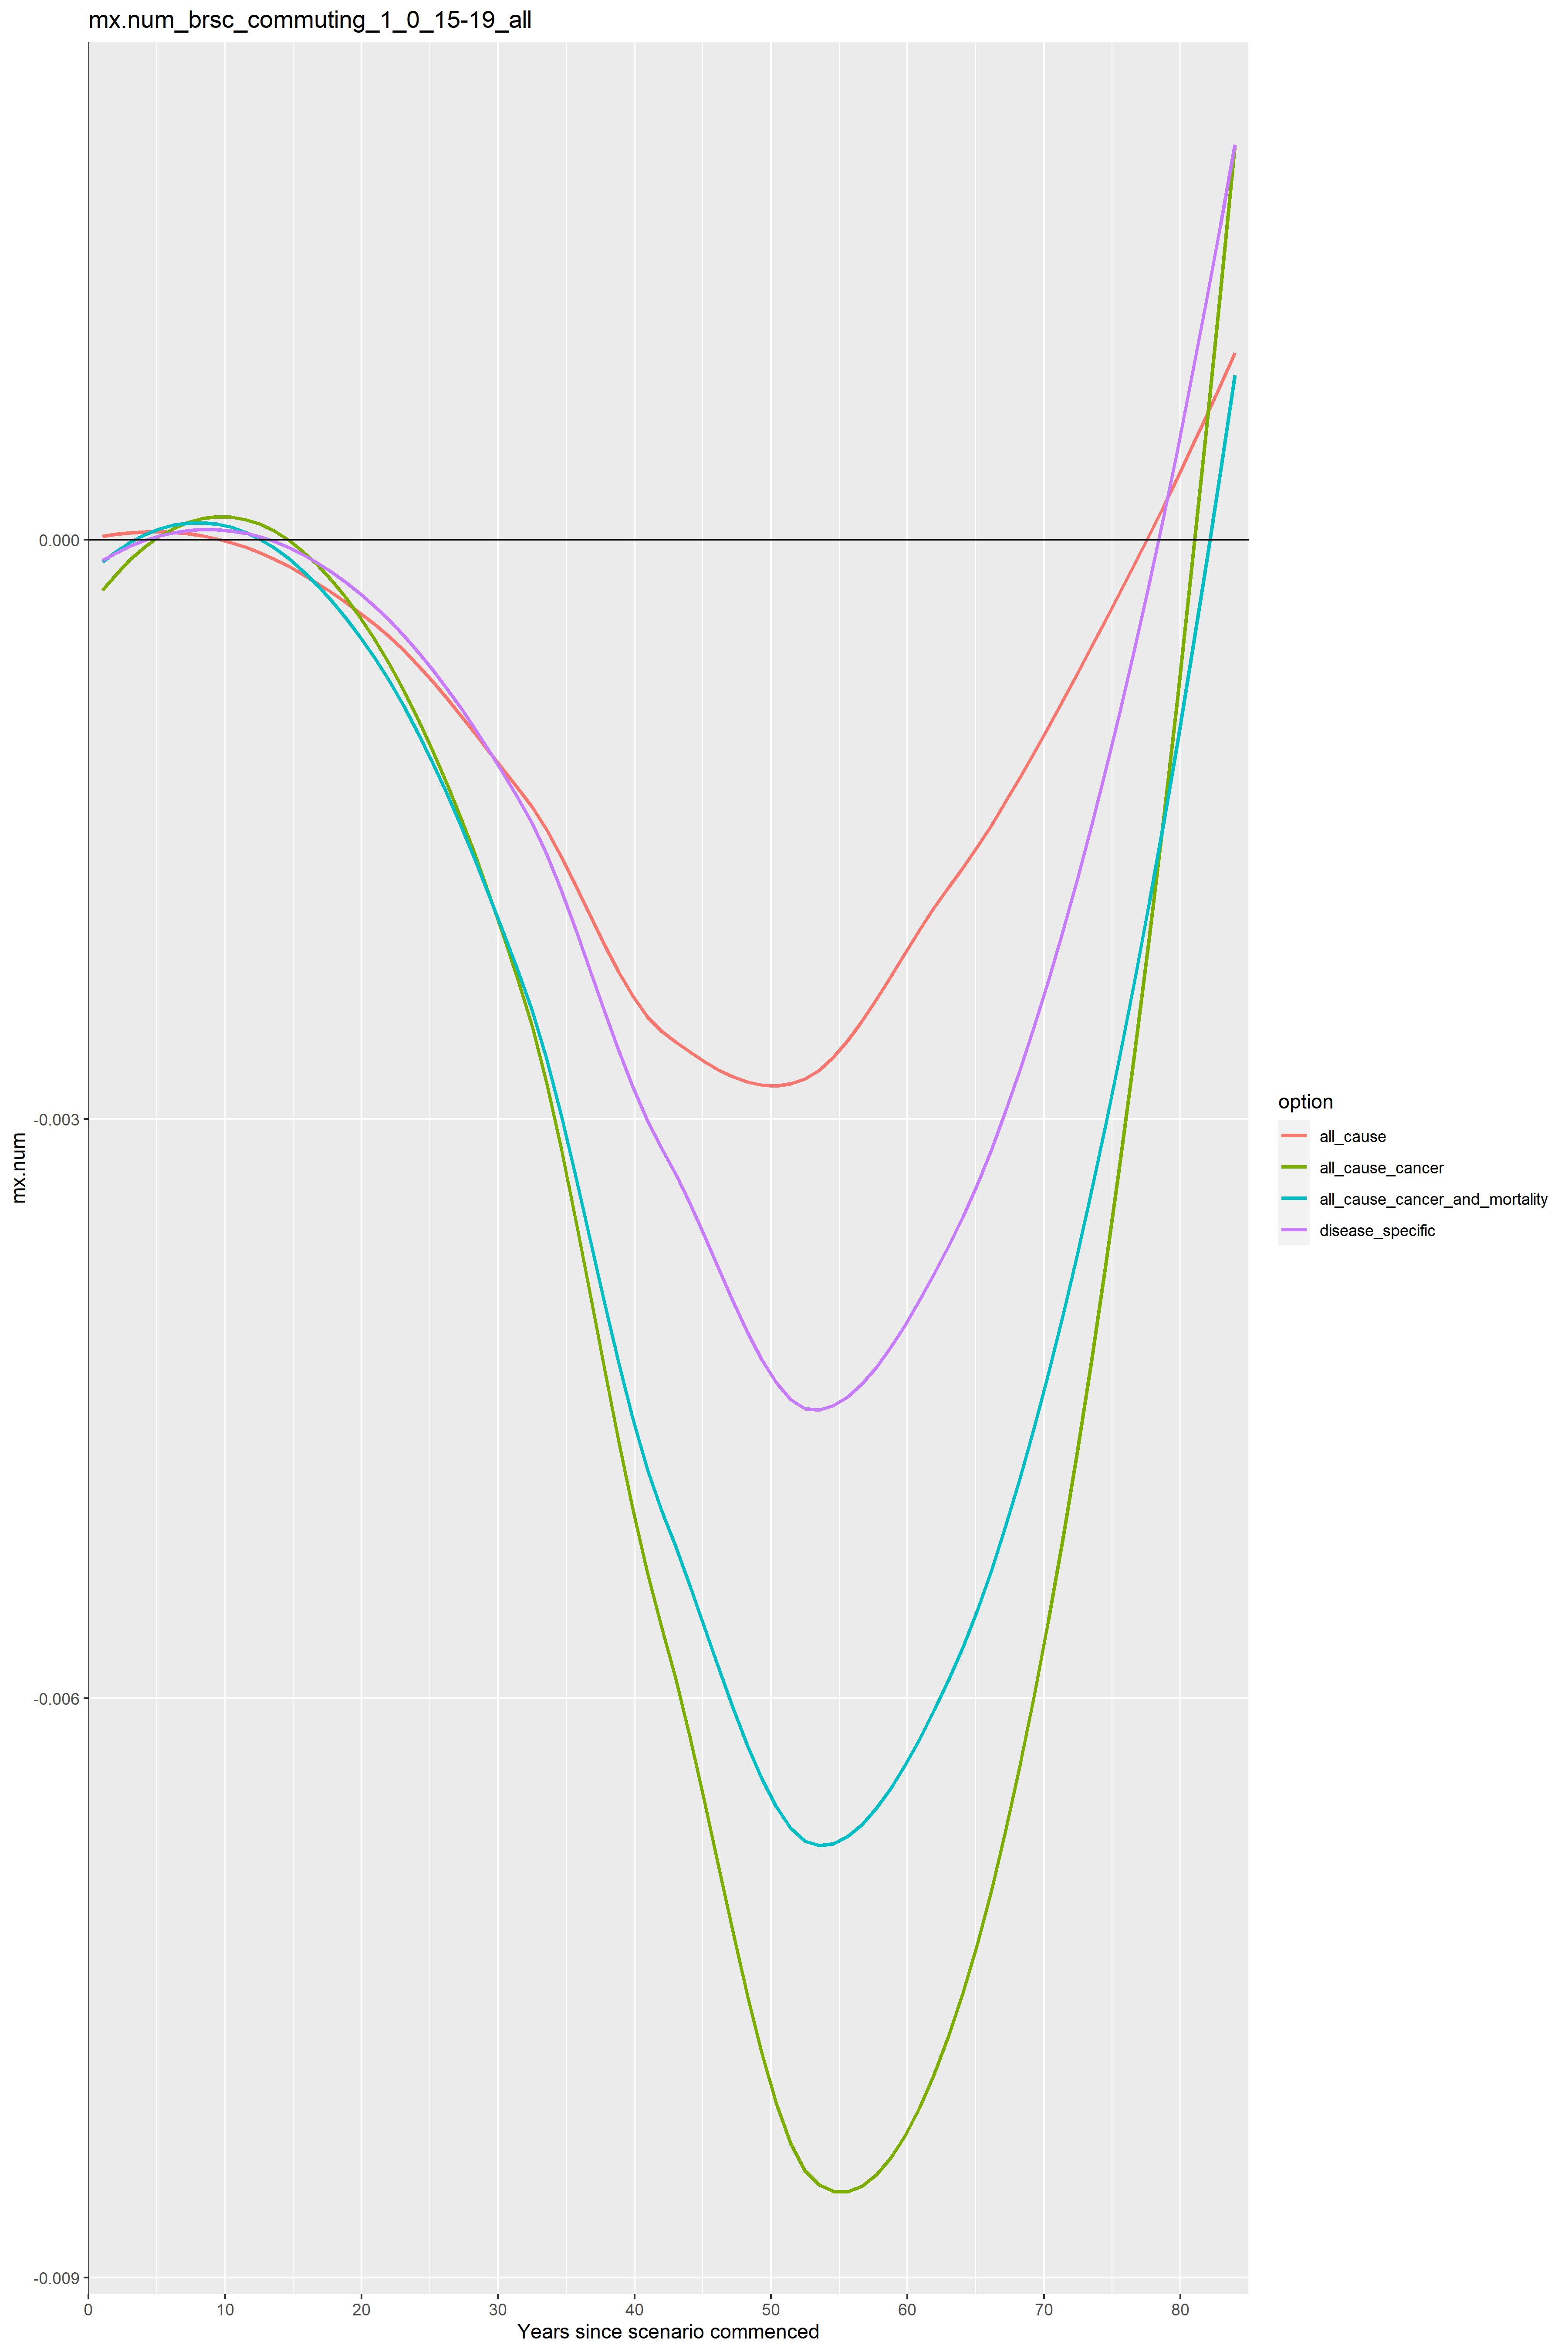 mx.num_brsc_commuting_1_0_15-19_all
0.000
-0.003
-0.006
-0.009
mx.num
0 10 20 30 40 50 60 70 80
Years since scenario commenced
option
all_cause
all_cause_cancer
all_cause_cancer_and_mortality
disease_specific